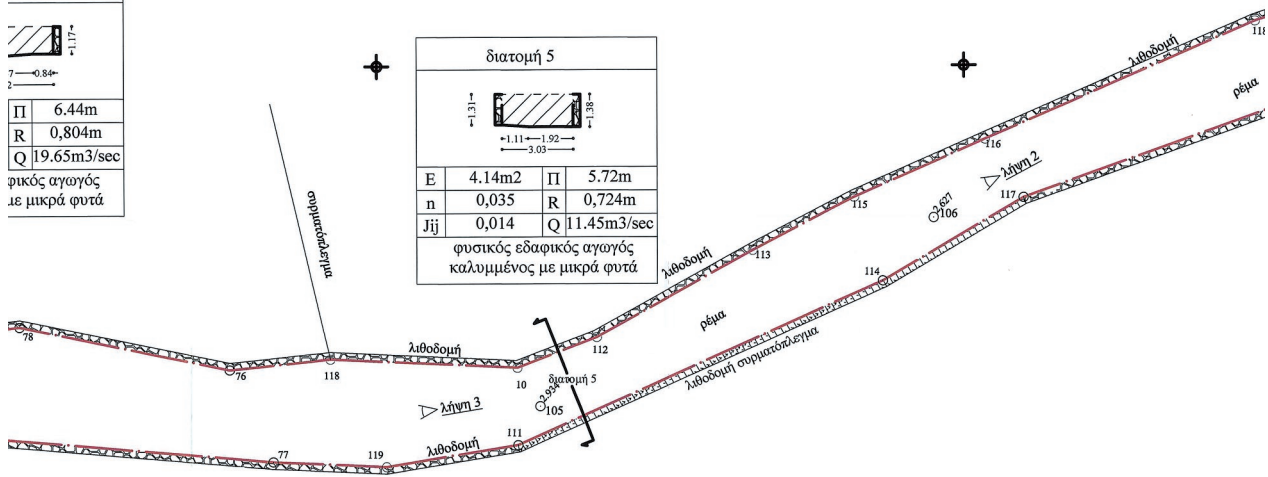 1.17
7 0.84
2
Π 6.44m
R 0,804m
Q 19.65m3/sec
φικός αγωγός
με μικρά φυτά
διατομή 5
1.31
1.38
1.11 1.92
3.03
E 4.14m2 Π 5.72m
n 0,035 R 0,724m
Jij 0,014 Q 11.45m3/sec
φυσικός εδαφικός αγωγός
καλυμμένος με μικρά φυτά
συρματόπλεγμα
λιθοδομή
118
ρέμα
116
λήψη 2
117
115
2.627
106
113
λιθοδομή
114
ρέμα
λιθοδομή συρματόπλεγμα
78
76
118
λιθοδομή
10
112
διατομή 5
2.934
105
λήψη 3
111
λιθοδομή
77
119